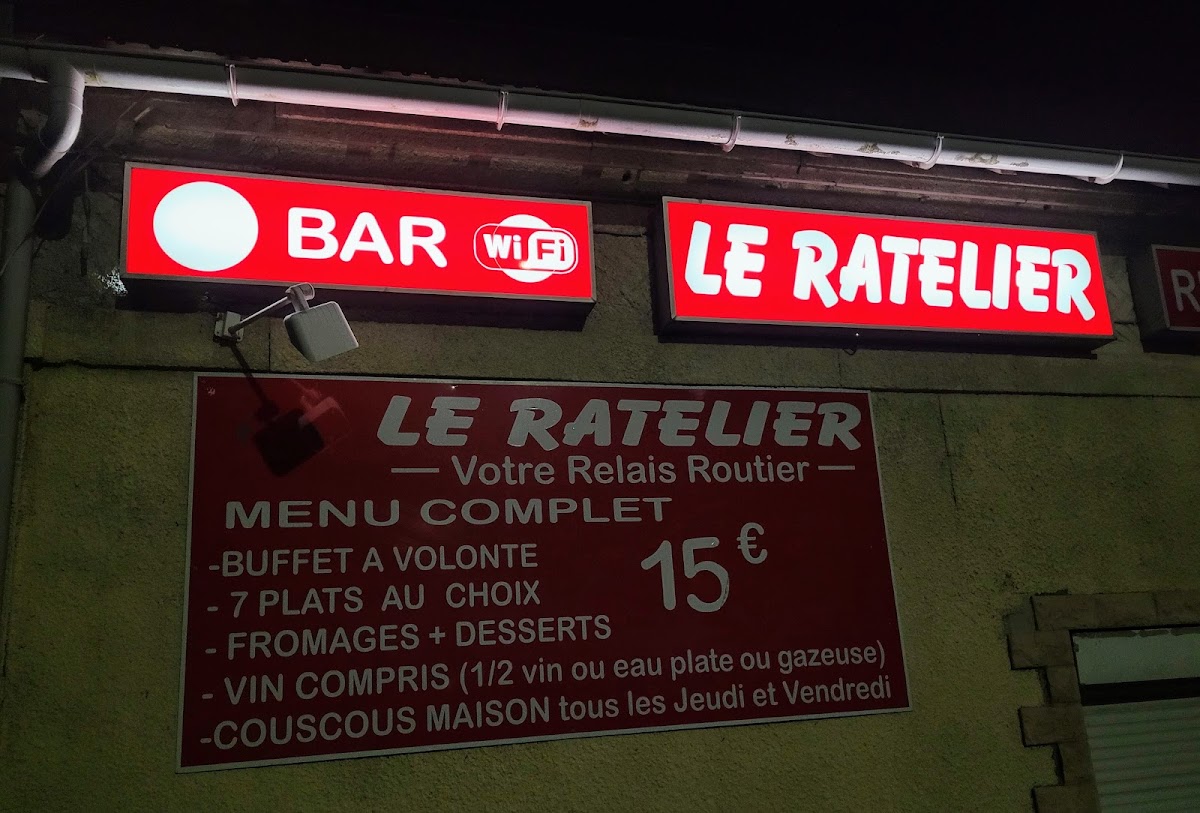 BAR WiFi
LE RATELIER
LE RATELIER
— Votre Relais Routier —
MENU COMPLET
-BUFFET A VOLONTE
15€
- 7 PLATS AU CHOIX
- FROMAGES + DESSERTS
- VIN COMPRIS (1/2 vin ou eau plate ou gazeuse)
-COUSCOUS MAISON tous les Jeudi et Vendredi